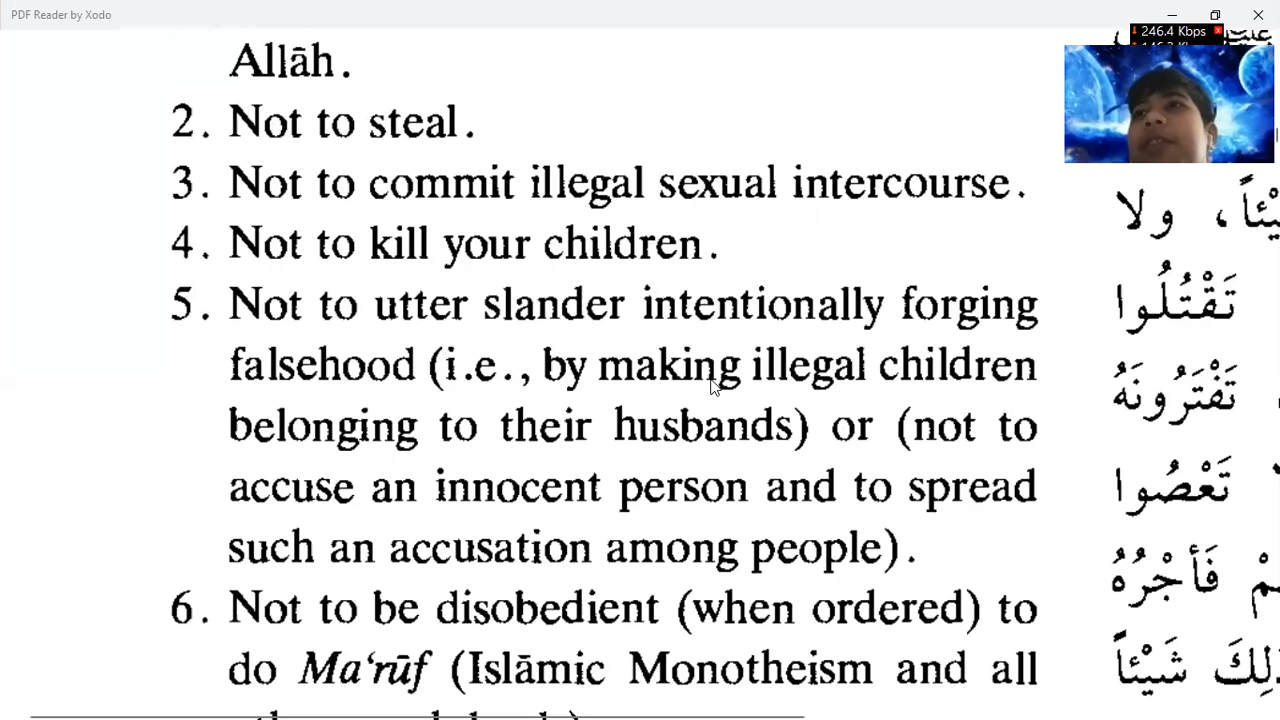 PDF Reader by Xodo
246.4 Kbps
Allāh.
2. Not to steal.
3. Not to commit illegal sexual intercourse.
4. Not to kill your children.
5. Not to utter slander intentionally forging
falsehood (i.e., by making illegal children
belonging to their husbands) or (not to
accuse an innocent person and to spread
such an accusation among people).
6. Not to be disobedient (when ordered) to
do Ma‘rūf (Islāmic Monotheism and all
ولا
تَقْتُلُوا
تَفْتَرُونَهُ
تَعْصُوا
فَأَجْرُهُ
شَيْئاً